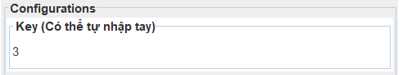 Configurations
Key (Có thể tự nhập tay)
3